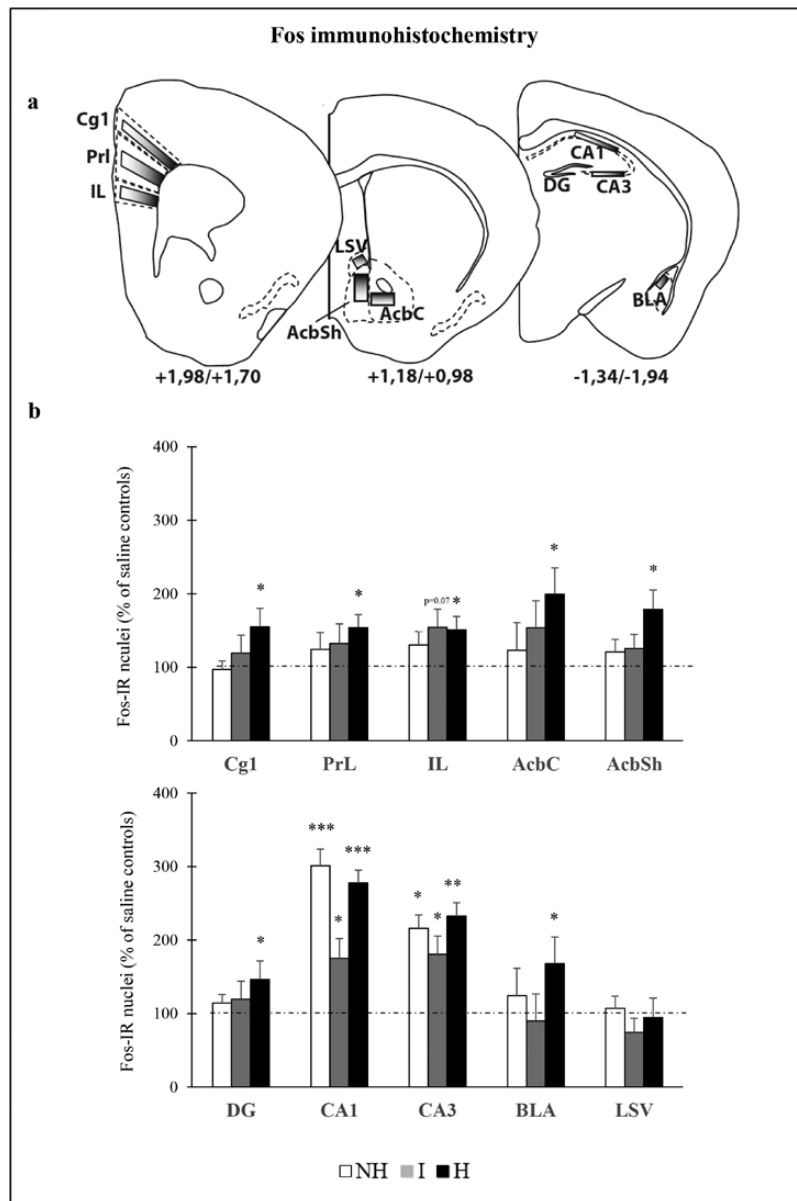 Fos immunohistochemistry
a
Cg1
Prl
IL
LSV
AcbSh
AcbC
CA1
DG
CA3
BLA
+1,98/+1,70
+1,18/+0,98
-1,34/-1,94
b
Fos-IR nculei (% of saline controls)
400
300
200
100
0
*
*
p=0.07 *
*
*
Cg1 PrL IL AcbC AcbSh
Fos-IR nuclei (% of saline controls)
400
300
200
100
0
*
*** * ***
* * **
*
DG CA1 CA3 BLA LSV
NH I H